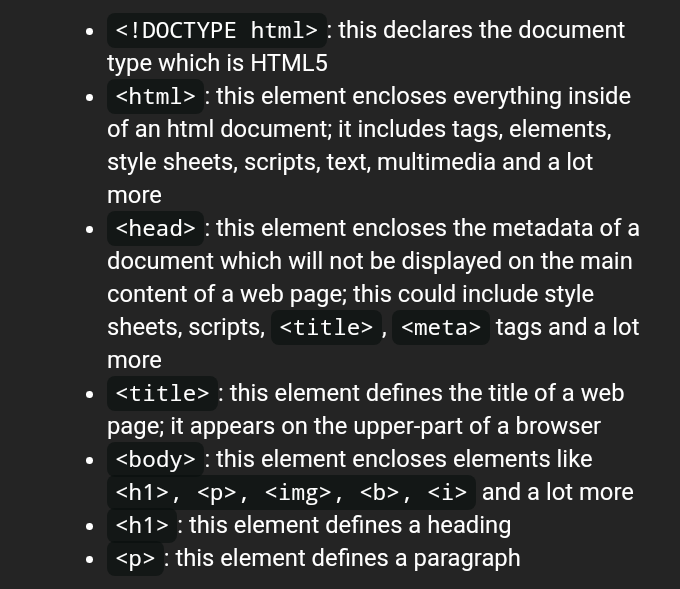 • <!DOCTYPE html>: this declares the document
type which is HTML5
• <html>: this element encloses everything inside
of an html document; it includes tags, elements,
style sheets, scripts, text, multimedia and a lot
more
• <head>: this element encloses the metadata of a
document which will not be displayed on the main
content of a web page; this could include style
sheets, scripts, <title>, <meta> tags and a lot
more
• <title>: this element defines the title of a web
page; it appears on the upper-part of a browser
• <body>: this element encloses elements like
<h1>, <p>, <img>, <b>, <i> and a lot more
• <h1>: this element defines a heading
• <p>: this element defines a paragraph